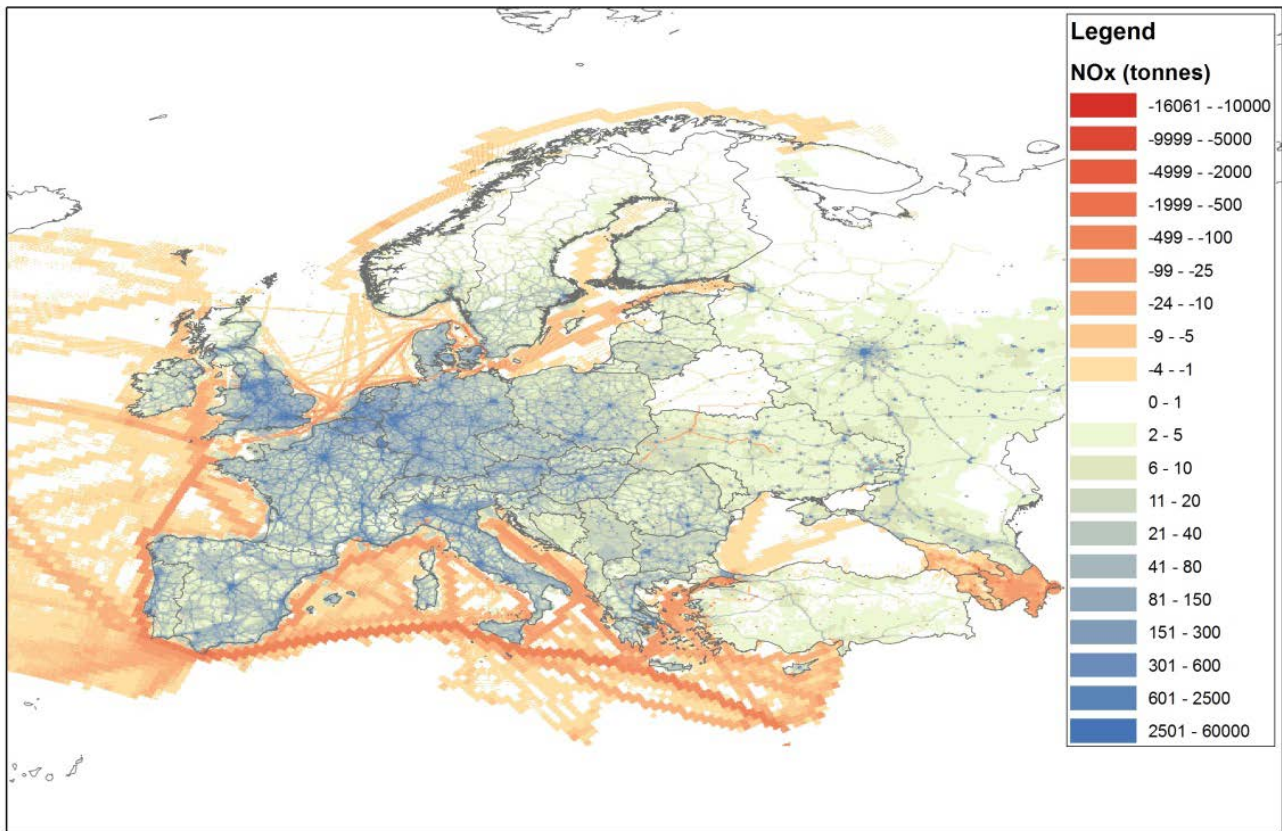 Legend
NOx (tonnes)
-16061 - -10000
-9999 - -5000
-4999 - -2000
-1999 - -500
-499 - -100
-99 - -25
-24 - -10
-9 - -5
-4 - -1
0 - 1
2 - 5
6 - 10
11 - 20
21 - 40
41 - 80
81 - 150
151 - 300
301 - 600
601 - 2500
2501 - 60000